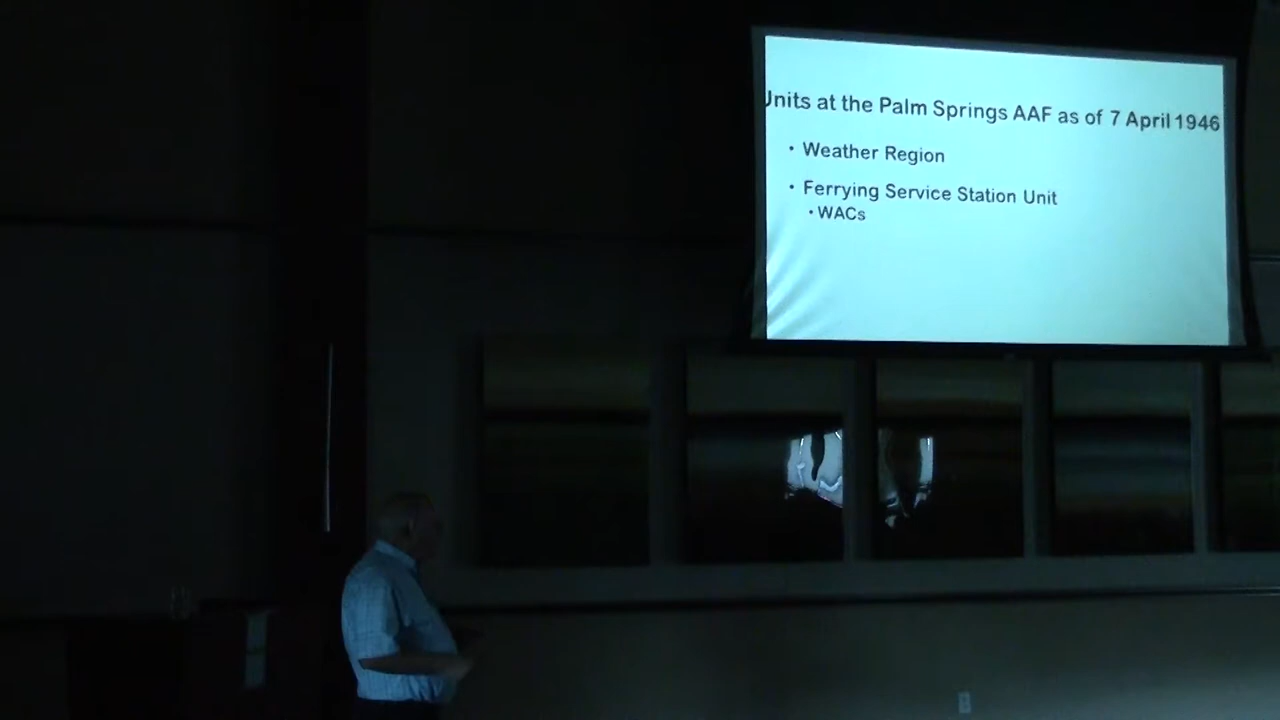 Units at the Palm Springs AAF as of 7 April 1946
• Weather Region
• Ferrying Service Station Unit
• WACs